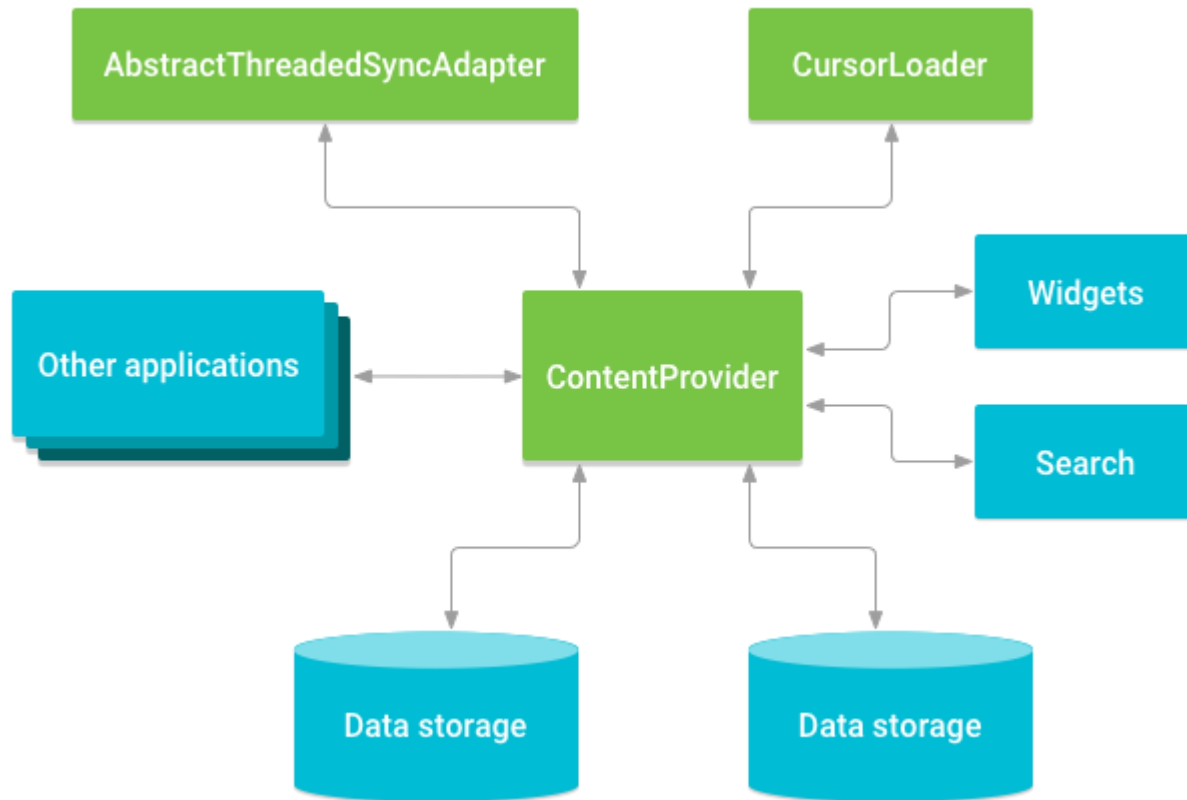 AbstractThreadedSyncAdapter
CursorLoader
Widgets
Other applications
ContentProvider
Search
Data storage
Data storage